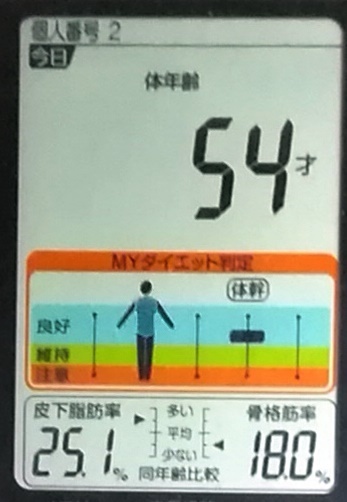 個人番号 2
今日
体年齢
54才
MYダイエット判定
体幹
良好
維持
注意
皮下脂肪率
25.1%
多い
平均
少ない
同年齢比較
骨格筋率
18.0%